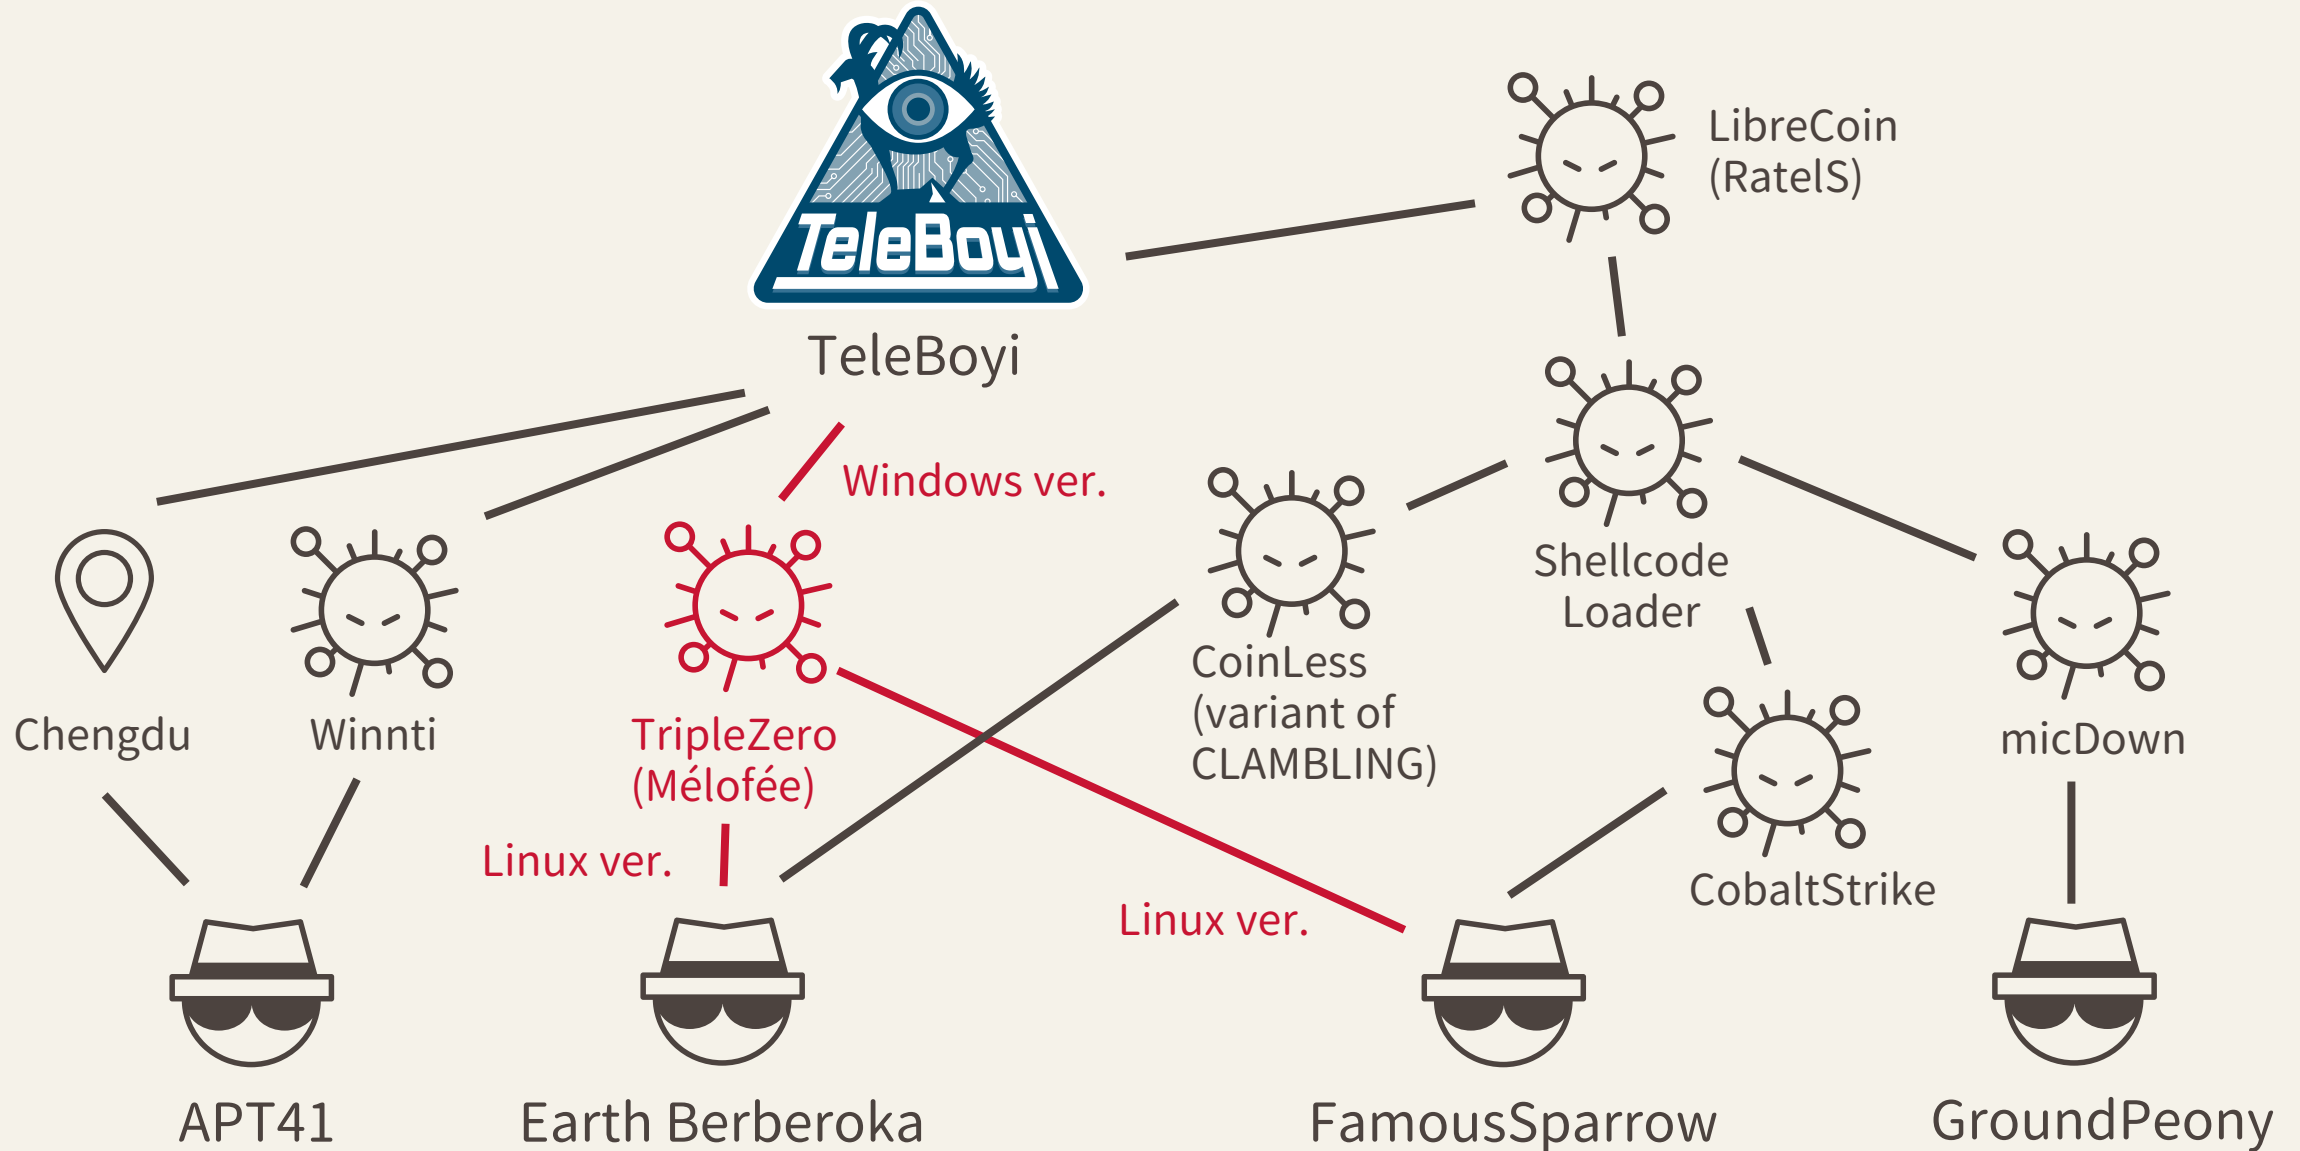 TeleBoyi
TeleBoyi
LibreCoin
(RatelS)
Windows ver.
Shellcode
Loader
CoinLess
(variant of
CLAMBLING)
Chengdu
Winnti
TripleZero
(Mélofée)
micDown
Linux ver.
CobaltStrike
Linux ver.
APT41
Earth Berberoka
FamousSparrow
GroundPeony